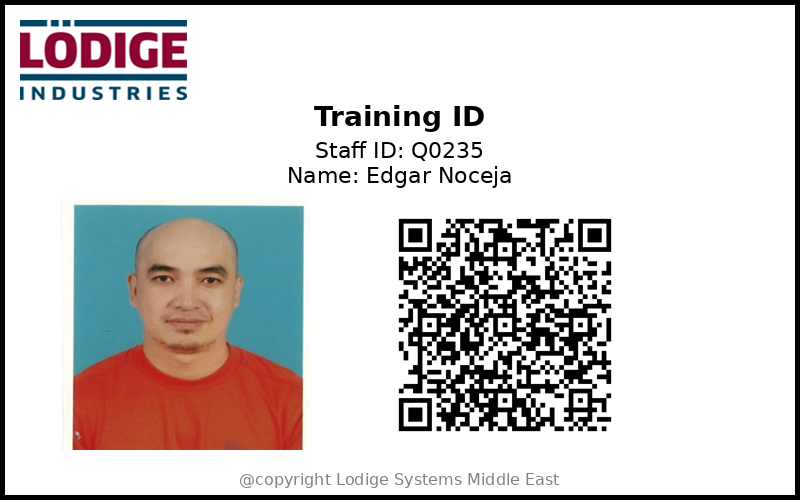 LÖDIGE
INDUSTRIES
Training ID
Staff ID: Q0235
Name: Edgar Noceja
@copyright Lodige Systems Middle East